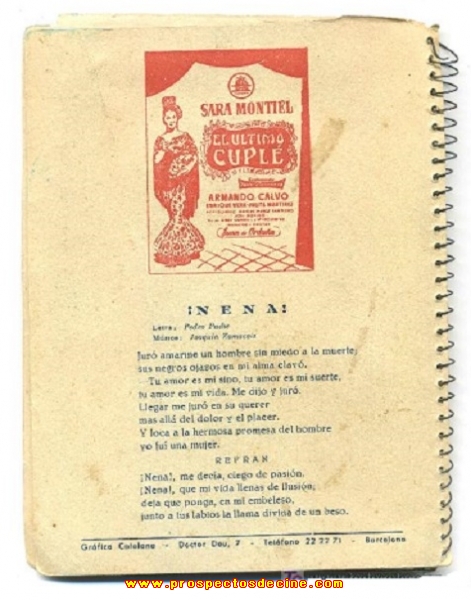 SARA MONTIEL
EL ULTIMO
CUPLÉ
ARMANDO CALVO
Juan de Orduña
¡NENA!
Letra: Pedro Puche
Música: Joaquín Zamacois
Juró amarme un hombre sin miedo a la muerte;
sus negros ojazos en mi alma clavó.
—Tu amor es mi sino, tu amor es mi suerte,
tu amor es mi vida. Me dijo y juró.
Llegar me juró en su querer
mas allá del dolor y el placer.
Y loca a la hermosa promesa del hombre
yo fuí una mujer.
REFRAN
¡Nena!, me decía, ciego de pasión.
¡Nena!, que mi vida llenas de ilusión;
deja que ponga, en mi embeleso,
junto a tus labios la llama divina de un beso.
Gráfica Catalana - Doctor Dou, 7 - Teléfono 22 22 71 - Barcelona
www.prospectosdecine.com